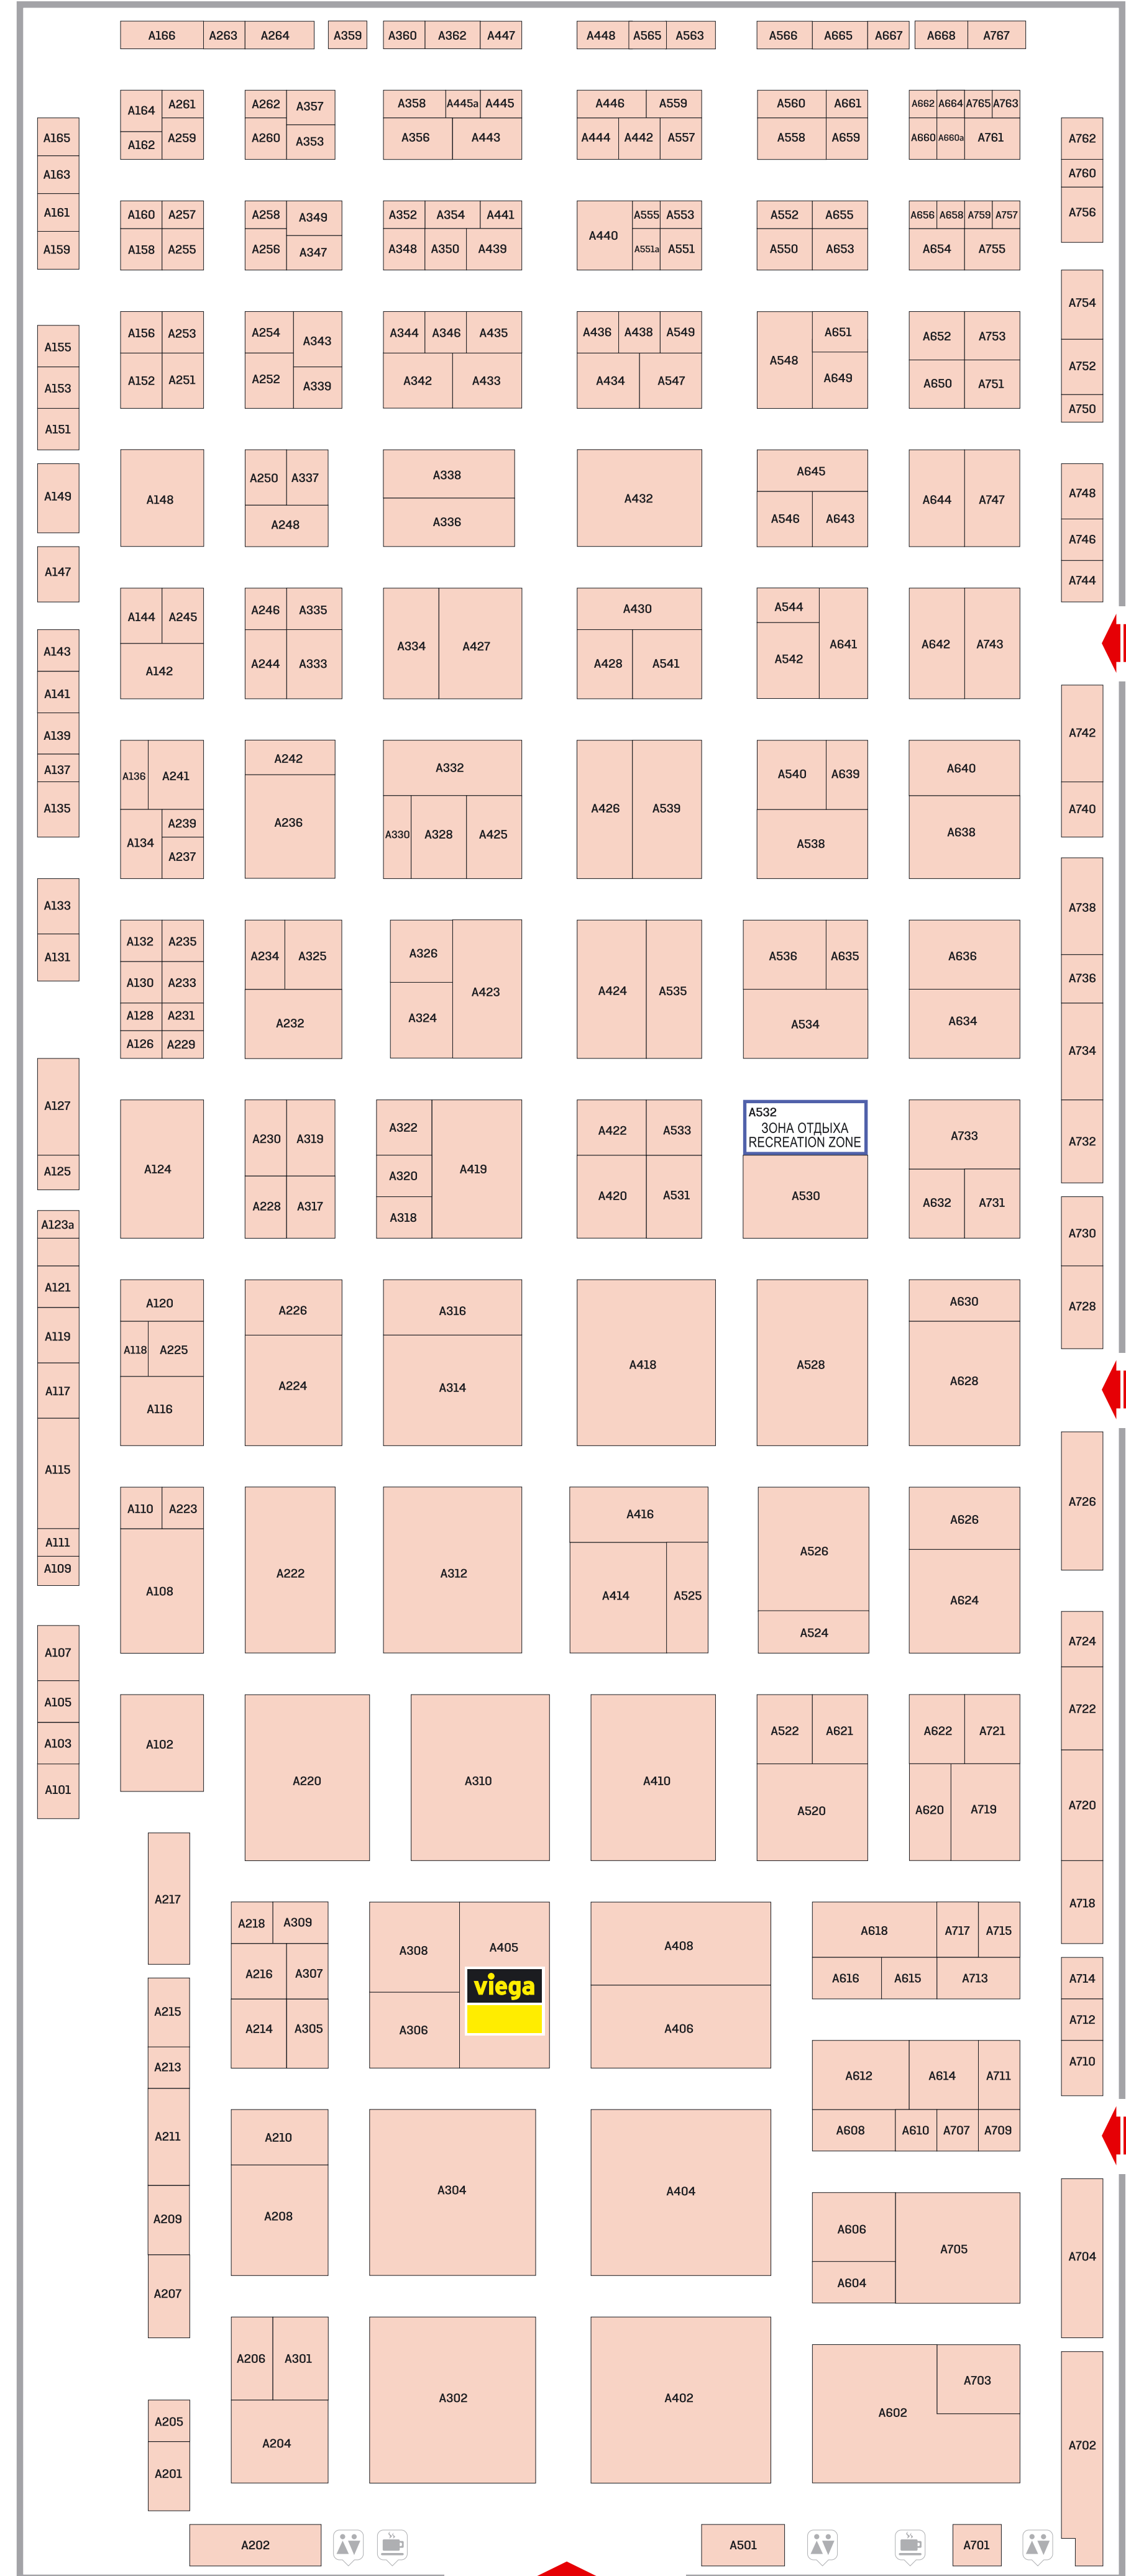 A166 A263 A264 A359 A360 A362 A447 A448 A565 A563 A566 A665 A667 A668 A767
A164 A261 A262 A357 A358 A445a A445 A446 A559 A560 A661 A662 A664 A765 A763
A165 A162 A259 A260 A353 A356 A443 A444 A442 A557 A558 A659 A660 A660a A761 A762
A163 A760
A161 A160 A257 A258 A349 A352 A354 A441 A440 A555 A553 A552 A655 A656 A658 A759 A757 A756
A159 A158 A255 A256 A347 A348 A350 A439 A551a A551 A550 A653 A654 A755
A754
A155 A156 A253 A254 A343 A344 A346 A435 A436 A438 A549 A548 A651 A652 A753
A153 A152 A251 A252 A339 A342 A433 A434 A547 A649 A650 A751 A752
A151 A750
A149 A148 A250 A337 A338 A432 A645 A644 A747 A748
A248 A336 A546 A643 A746
A147 A744
A143 A144 A245 A246 A335 A334 A427 A430 A544 A641 A642 A743
A141 A142 A244 A333 A428 A541 A542
A139 A742
A137 A136 A241 A242 A332 A426 A539 A540 A639 A640
A135 A134 A239 A236 A330 A328 A425 A538 A638 A740
A237
A133 A738
A131 A132 A235 A234 A325 A326 A423 A424 A535 A536 A635 A636
A130 A233 A736
A128 A231 A232 A324 A534 A634
A126 A229 A734
A127 A124 A230 A319 A322 A419 A422 A533 A532 A733 A732
ЗОНА ОТДЫХА
RECREATION ZONE
A125 A320
A228 A317 A318 A420 A531 A530 A632 A731
A123a A730
A121 A120 A226 A316 A418 A528 A630 A728
A119 A118 A225
A117 A116 A224 A314 A628
A115 A726
A111 A110 A223 A222 A312 A416 A526 A626
A109 A108 A414 A525 A624
A524
A107 A724
A105 A722
A103 A102 A220 A310 A410 A522 A621 A622 A721
A101 A520 A620 A719 A720
A217 A218 A309 A308 A405 A408 A618 A717 A715 A718
A216 A307 A616 A615 A713 A714
viega
A215 A214 A305 A306 A406 A712
A213 A612 A614 A711 A710
A211 A210 A608 A610 A707 A709
A304 A404
A209 A208 A606 A705 A704
A207 A604
A206 A301 A302 A402 A602 A703
A205 A204 A702
A201
A202 A501 A701